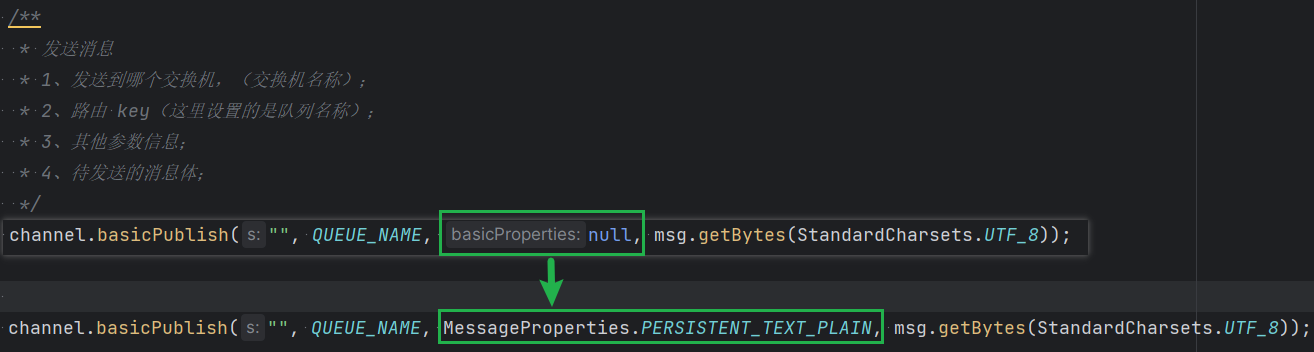 /**
* 发送消息
* 1、发送到哪个交换机，（交换机名称）；
* 2、路由 key（这里设置的是队列名称）；
* 3、其他参数信息；
* 4、待发送的消息体；
*/
channel.basicPublish( s: "", QUEUE_NAME, basicProperties: null, msg.getBytes(StandardCharsets.UTF_8));
channel.basicPublish( s: "", QUEUE_NAME, MessageProperties.PERSISTENT_TEXT_PLAIN, msg.getBytes(StandardCharsets.UTF_8));